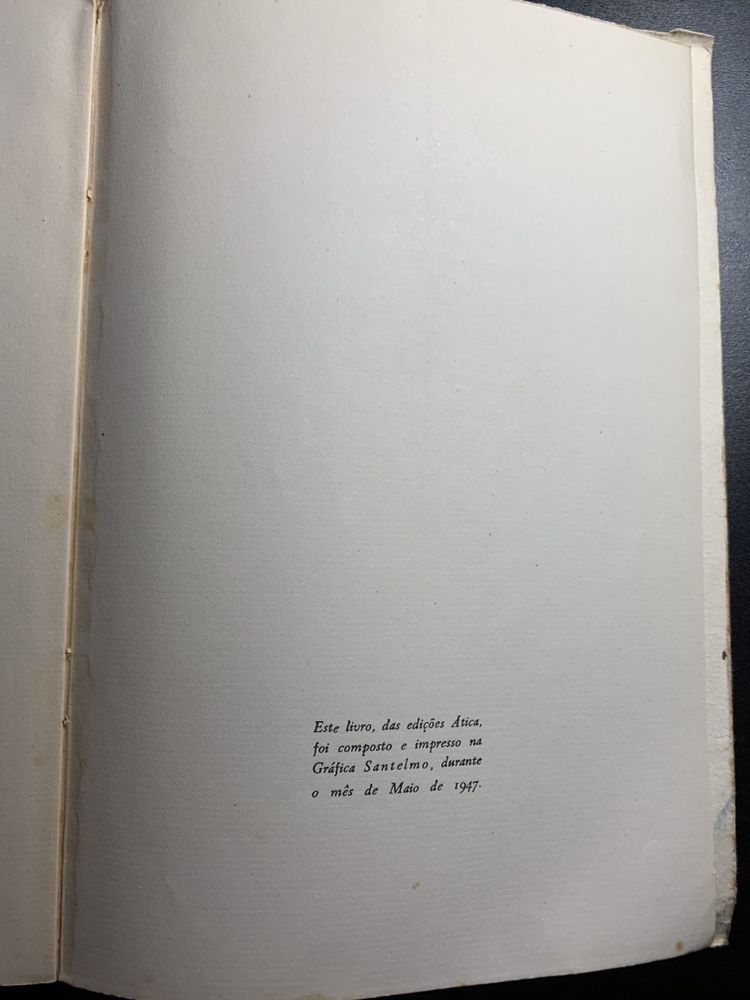 Este livro, das edições Ática,
foi composto e impresso na
Gráfica Santelmo, durante
o mês de Maio de 1947.